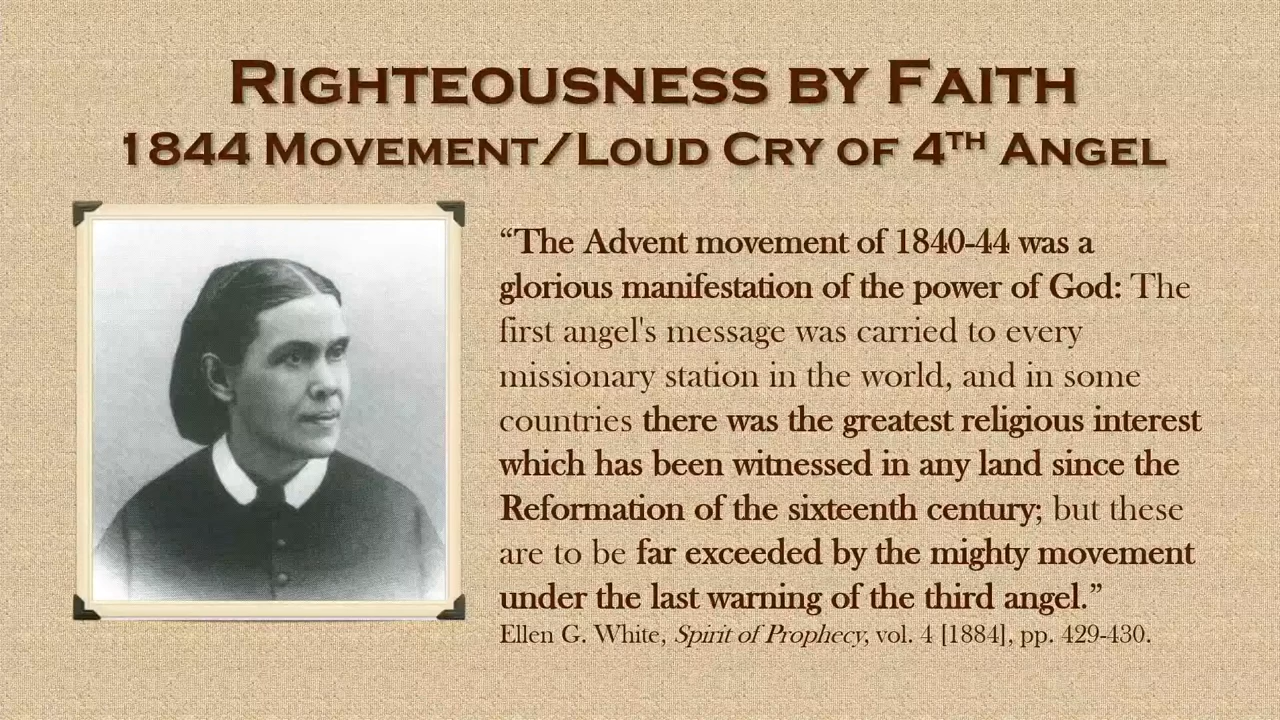 RIGHTEOUSNESS BY FAITH
1844 MOVEMENT/LOUD CRY OF 4TH ANGEL
“The Advent movement of 1840-44 was a
glorious manifestation of the power of God: The
first angel's message was carried to every
missionary station in the world, and in some
countries there was the greatest religious interest
which has been witnessed in any land since the
Reformation of the sixteenth century; but these
are to be far exceeded by the mighty movement
under the last warning of the third angel.”
Ellen G. White, Spirit of Prophecy, vol. 4 [1884], pp. 429-430.